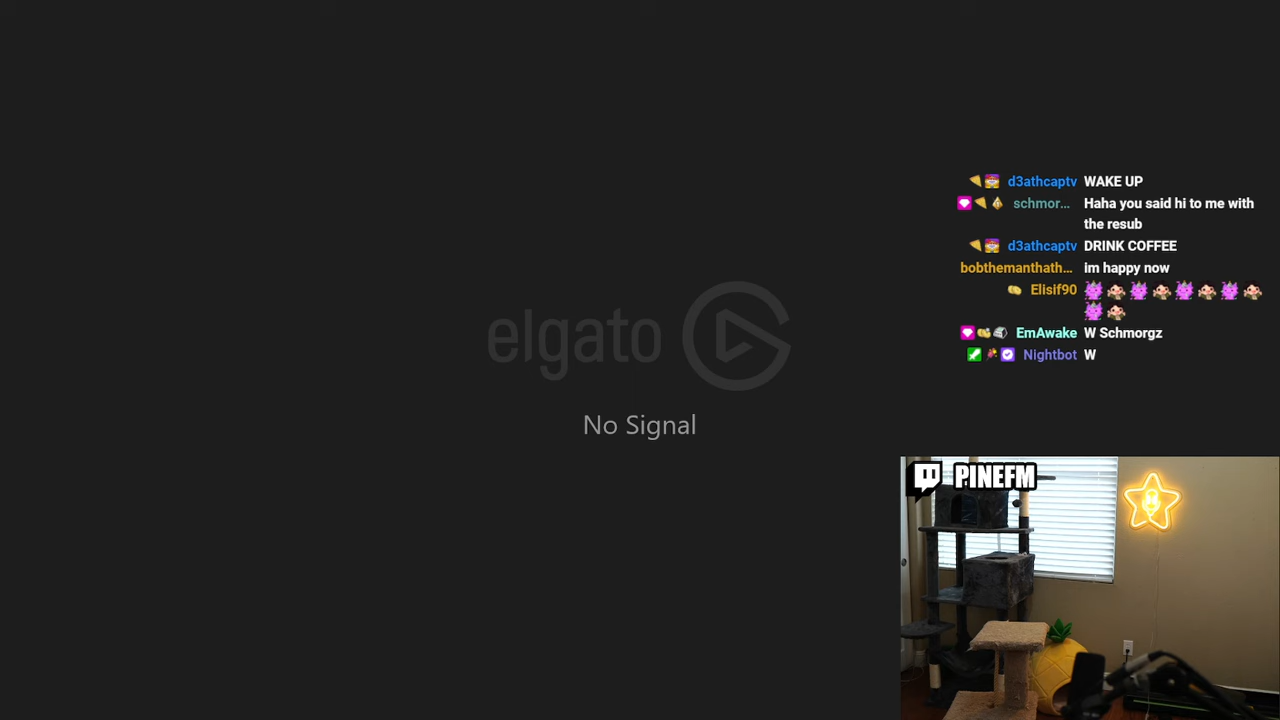 d3athcaptv WAKE UP
schmor... Haha you said hi to me with
the resub
d3athcaptv DRINK COFFEE
bobthemanthath... im happy now
Elisif90
EmAwake W Schmorgz
Nightbot W
elgato
No Signal
PINEFM